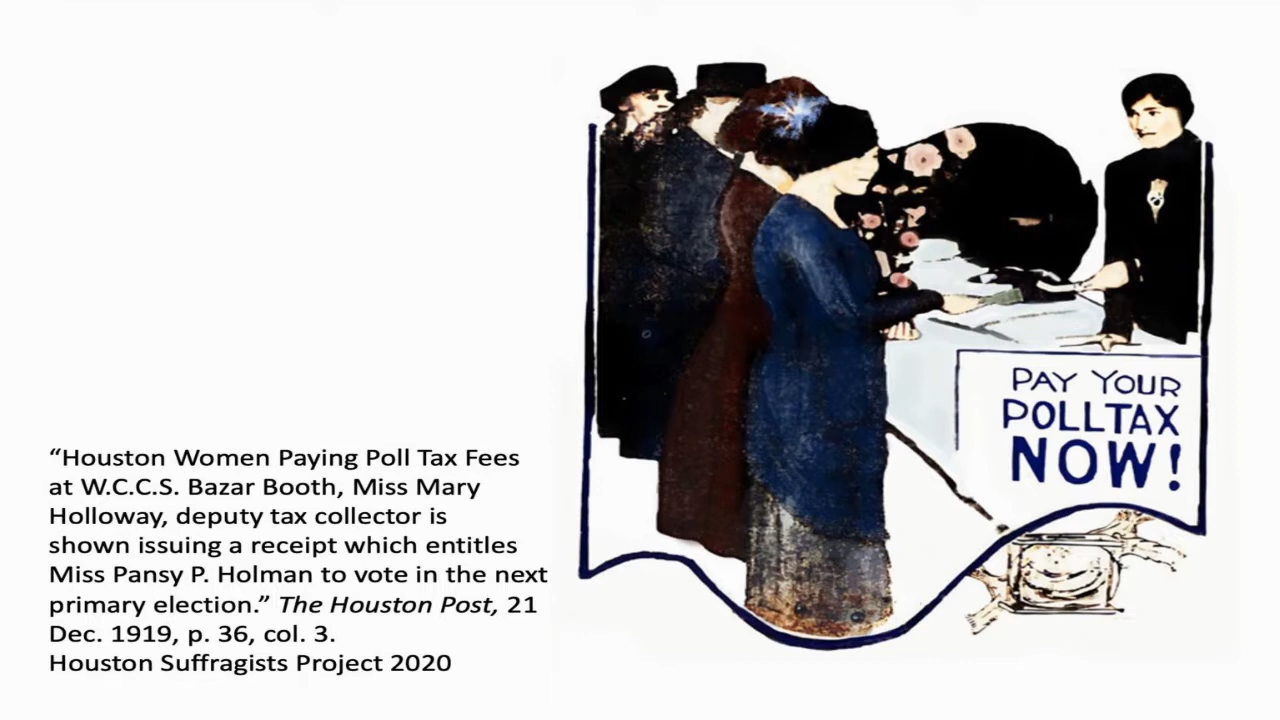 “Houston Women Paying Poll Tax Fees
at W.C.C.S. Bazar Booth, Miss Mary
Holloway, deputy tax collector is
shown issuing a receipt which entitles
Miss Pansy P. Holman to vote in the next
primary election.” The Houston Post, 21
Dec. 1919, p. 36, col. 3.
Houston Suffragists Project 2020
PAY YOUR
POLLTAX
NOW!